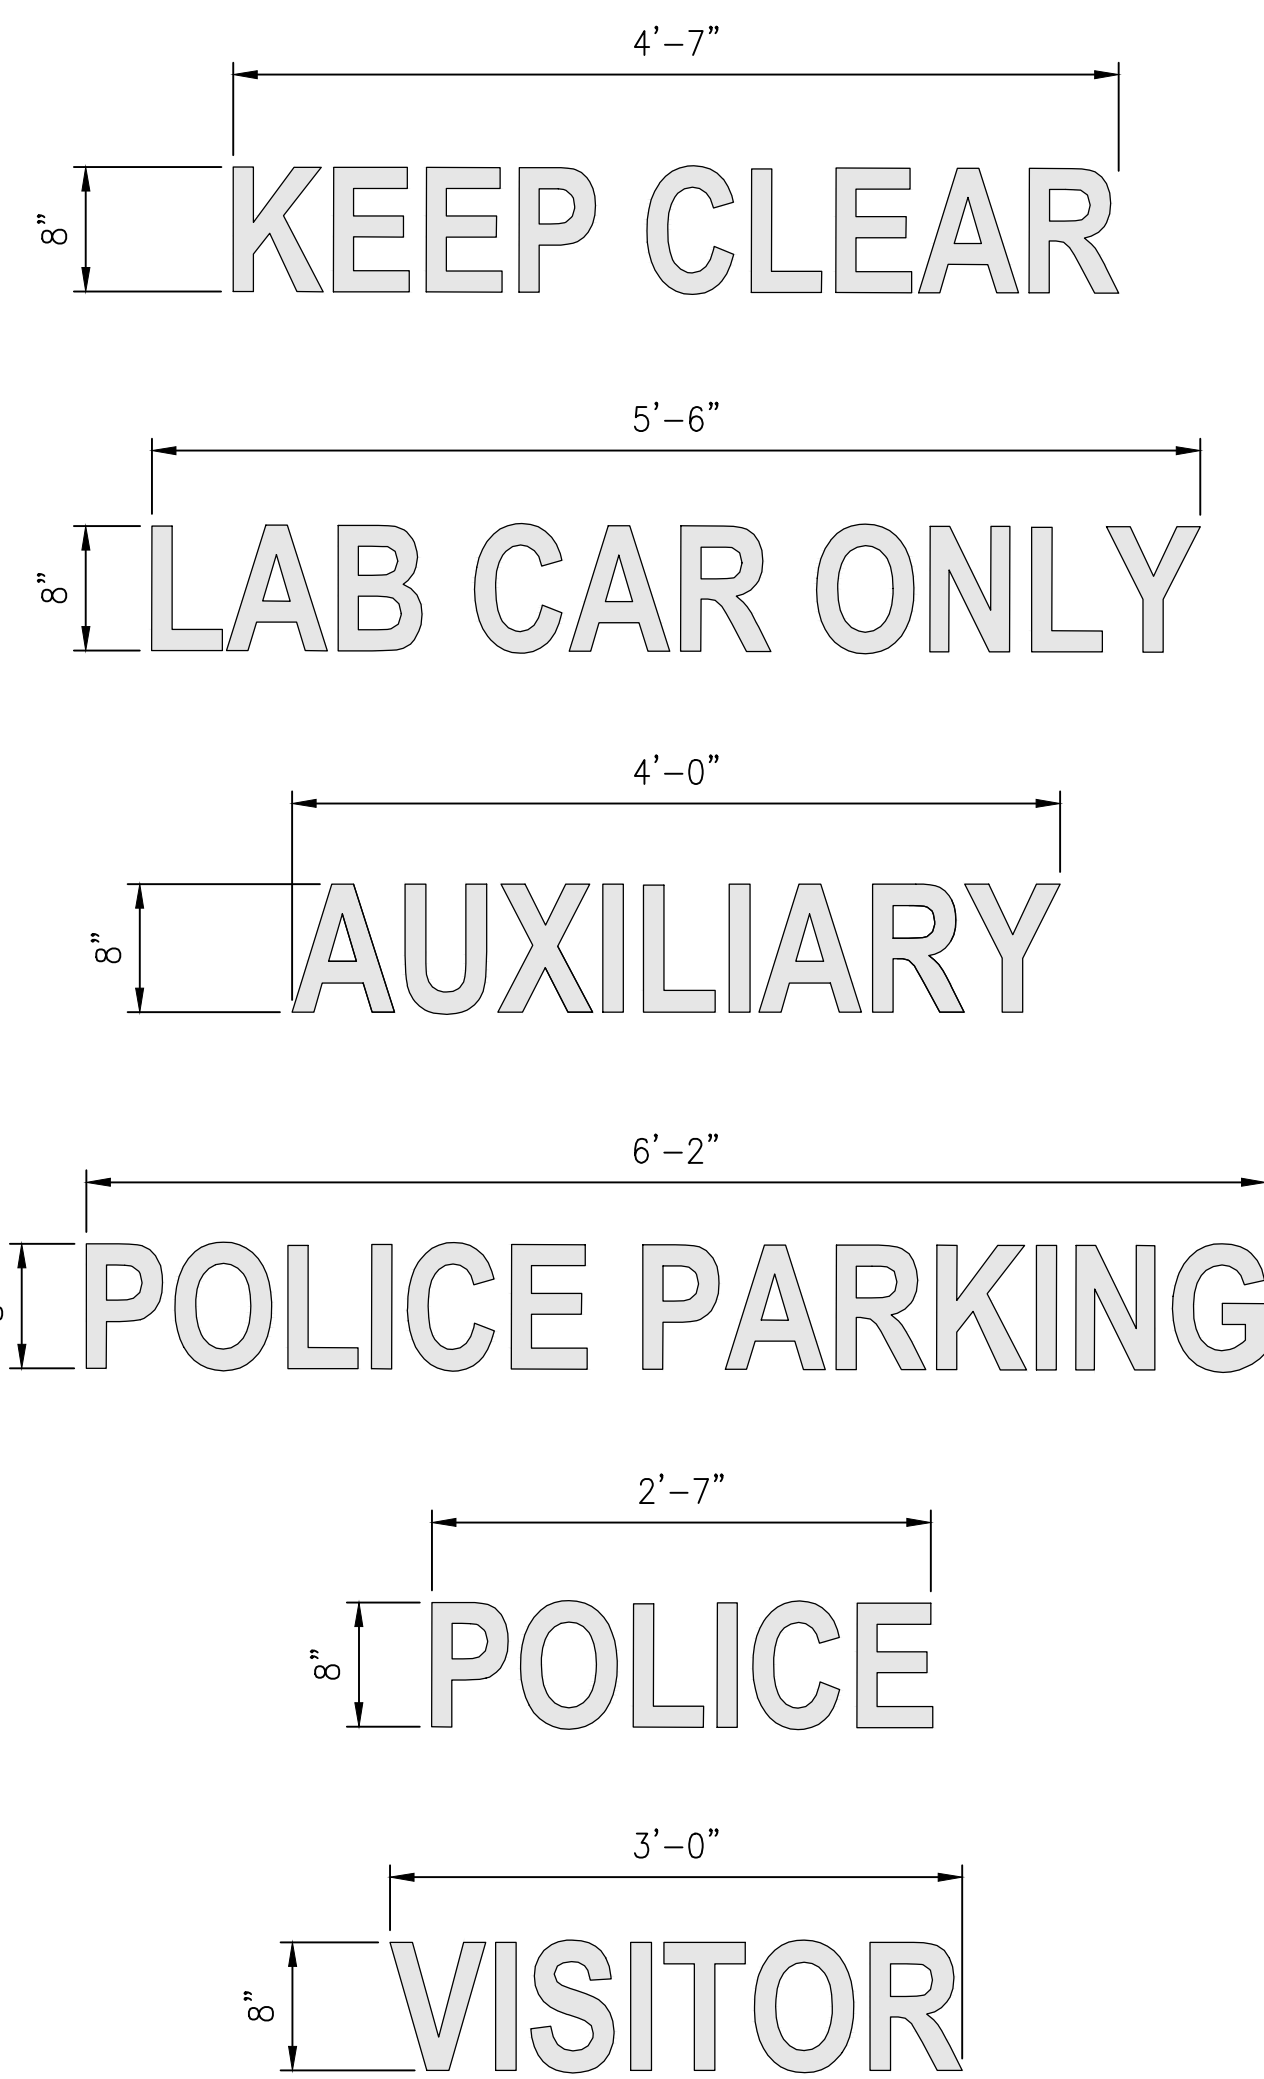 4'-7"
8"
KEEP CLEAR
5'-6"
8"
LAB CAR ONLY
4'-0"
8"
AUXILIARY
6'-2"
POLICE PARKING
2'-7"
8"
POLICE
3'-0"
8"
VISITOR